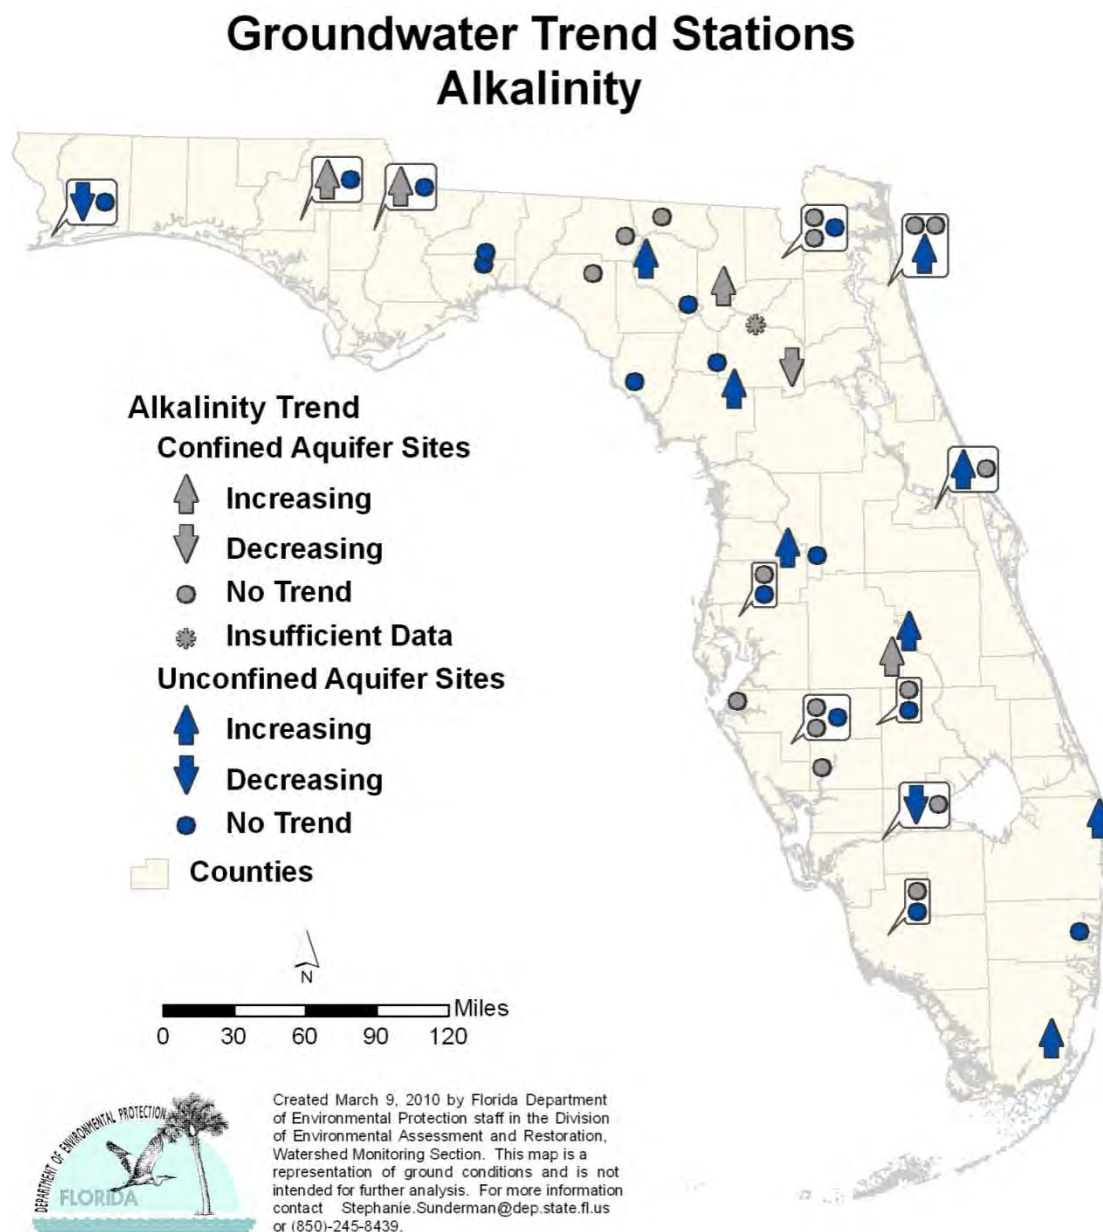 Groundwater Trend Stations
Alkalinity
Alkalinity Trend
Confined Aquifer Sites
Increasing
Decreasing
No Trend
Insufficient Data
Unconfined Aquifer Sites
Increasing
Decreasing
No Trend
Counties
N
Miles
0 30 60 90 120
DEPARTMENT OF ENVIRONMENTAL PROTECTION
FLORIDA
Created March 9, 2010 by Florida Department
of Environmental Protection staff in the Division
of Environmental Assessment and Restoration,
Watershed Monitoring Section. This map is a
representation of ground conditions and is not
intended for further analysis. For more information
contact Stephanie.Sunderman@dep.state.fl.us
or (850)-245-8439.